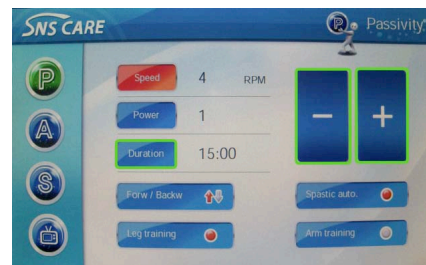 SNS CARE
P Passivity
P
Speed 4 RPM
Power 1
A
Duration 15:00
− +
S
Forw / Backw
Spastic auto.
Leg training
Arm training